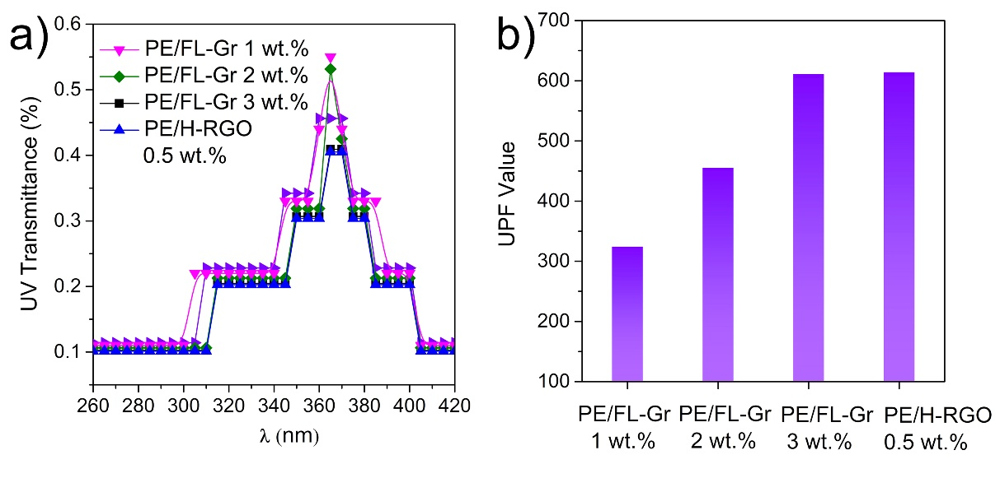 a)
0.6
0.5
0.4
0.3
0.2
0.1
UV Transmittance (%)
PE/FL-Gr 1 wt.%
PE/FL-Gr 2 wt.%
PE/FL-Gr 3 wt.%
PE/H-RGO
0.5 wt.%
260 280 300 320 340 360 380 400 420
λ (nm)
b)
700
600
500
400
300
200
100
UPF Value
PE/FL-Gr PE/FL-Gr PE/FL-Gr PE/H-RGO
1 wt.% 2 wt.% 3 wt.% 0.5 wt.%